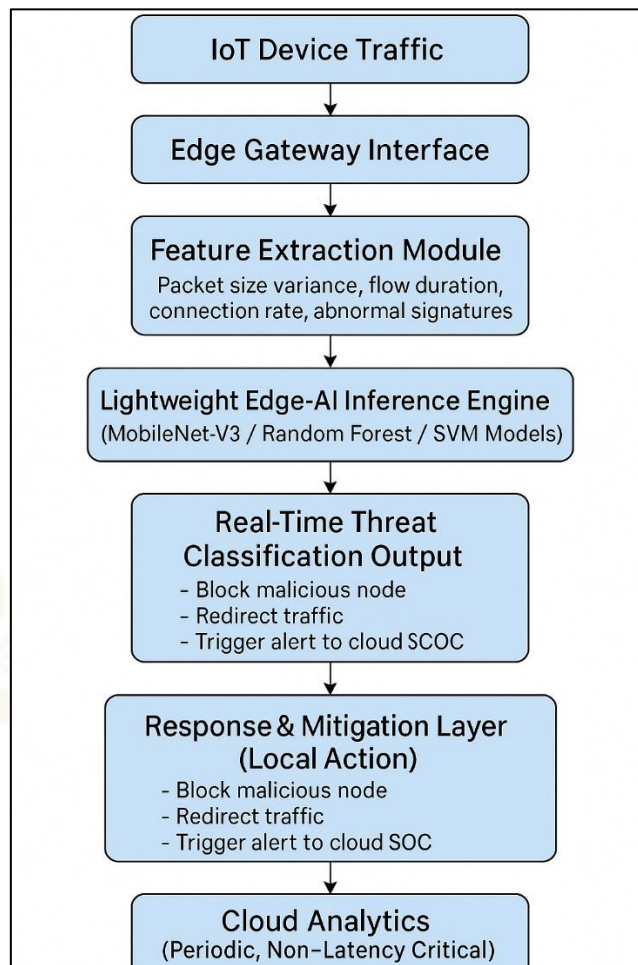 IoT Device Traffic
Edge Gateway Interface
Feature Extraction Module
Packet size variance, flow duration,
connection rate, abnormal signatures
Lightweight Edge-AI Inference Engine
(MobileNet-V3 / Random Forest / SVM Models)
Real-Time Threat
Classification Output
- Block malicious node
- Redirect traffic
- Trigger alert to cloud SCOC
Response & Mitigation Layer
(Local Action)
- Block malicious node
- Redirect traffic
- Trigger alert to cloud SOC
Cloud Analytics
(Periodic, Non-Latency Critical)